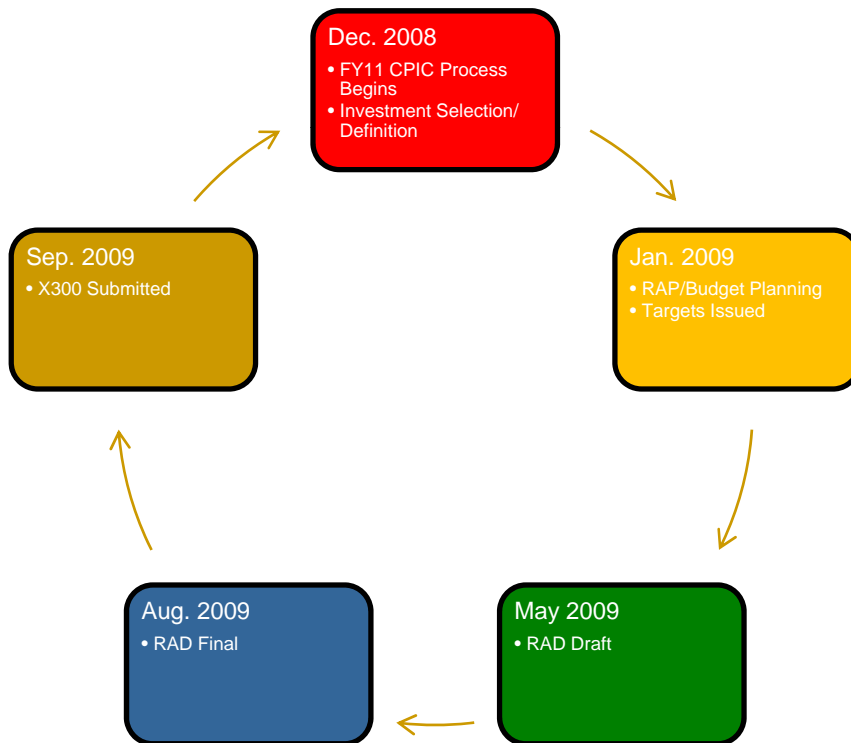 Dec. 2008
• FY11 CPIC Process
Begins
• Investment Selection/
Definition
Jan. 2009
• RAP/Budget Planning
• Targets Issued
May 2009
• RAD Draft
Aug. 2009
• RAD Final
Sep. 2009
• X300 Submitted